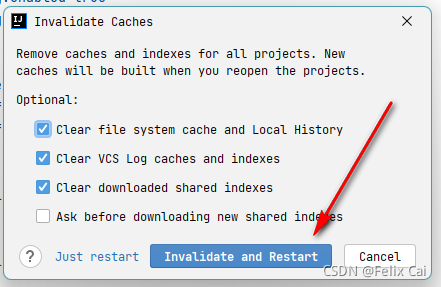 Invalidate Caches
Remove caches and indexes for all projects. New
caches will be built when you reopen the projects.
Optional:
Clear file system cache and Local History
Clear VCS Log caches and indexes
Clear downloaded shared indexes
Ask before downloading new shared indexes
? Just restart Invalidate and Restart Cancel
CSDN @Felix Cai